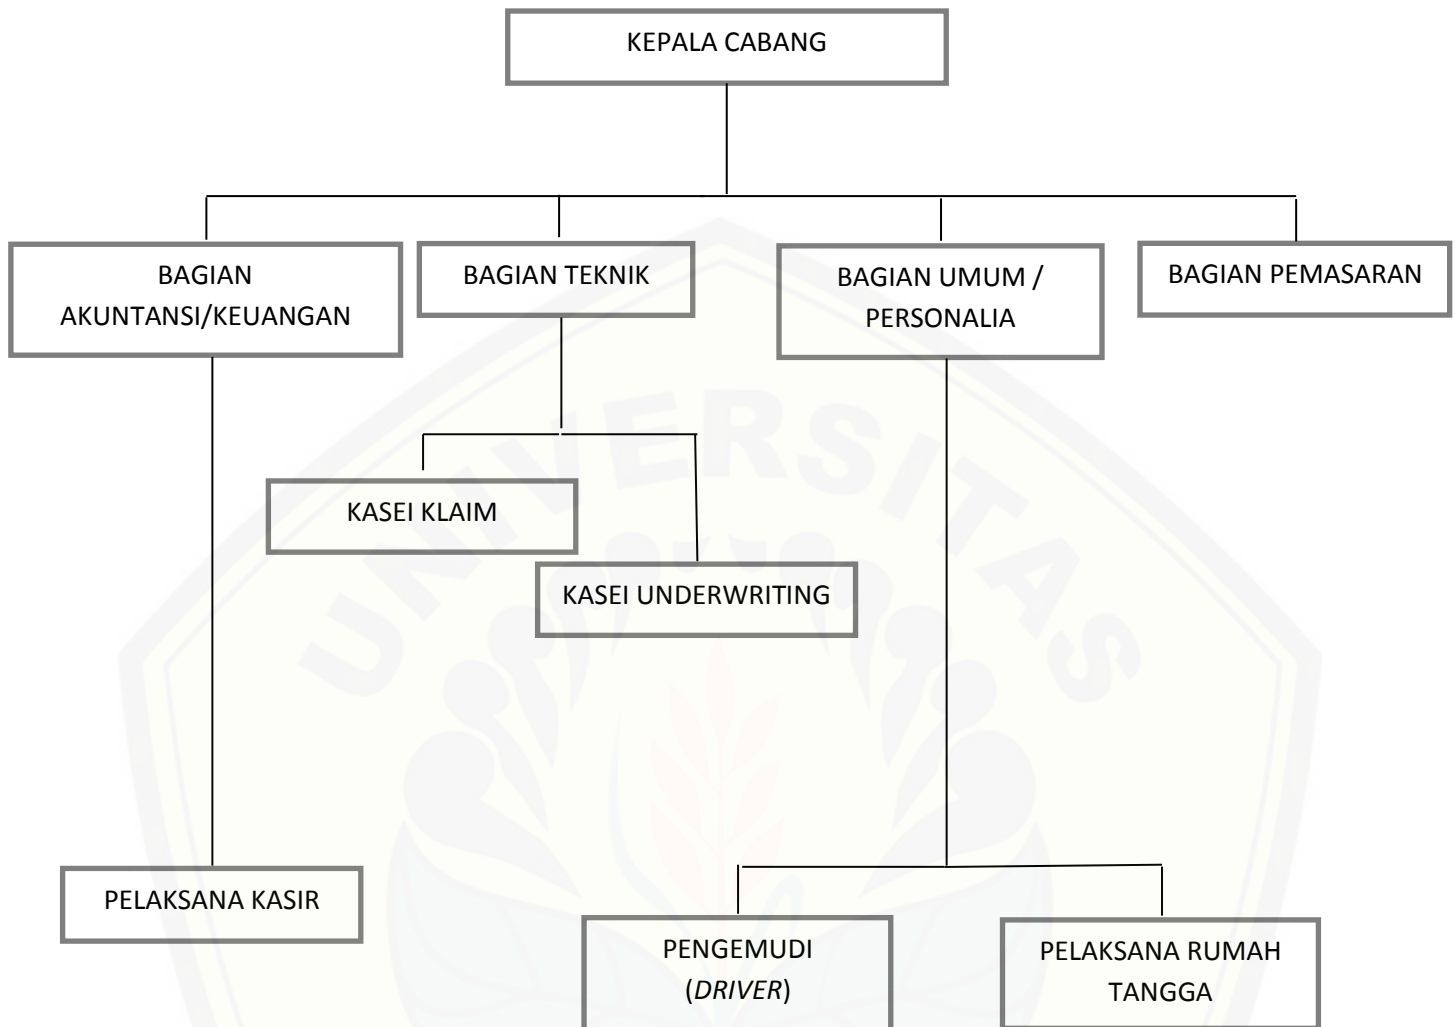 KEPALA CABANG
BAGIAN
AKUNTANSI/KEUANGAN
BAGIAN TEKNIK
BAGIAN UMUM /
PERSONALIA
BAGIAN PEMASARAN
KASEI KLAIM
KASEI UNDERWRITING
PELAKSANA KASIR
PENGEMUDI
(DRIVER)
PELAKSANA RUMAH
TANGGA
UNIVERSITAS